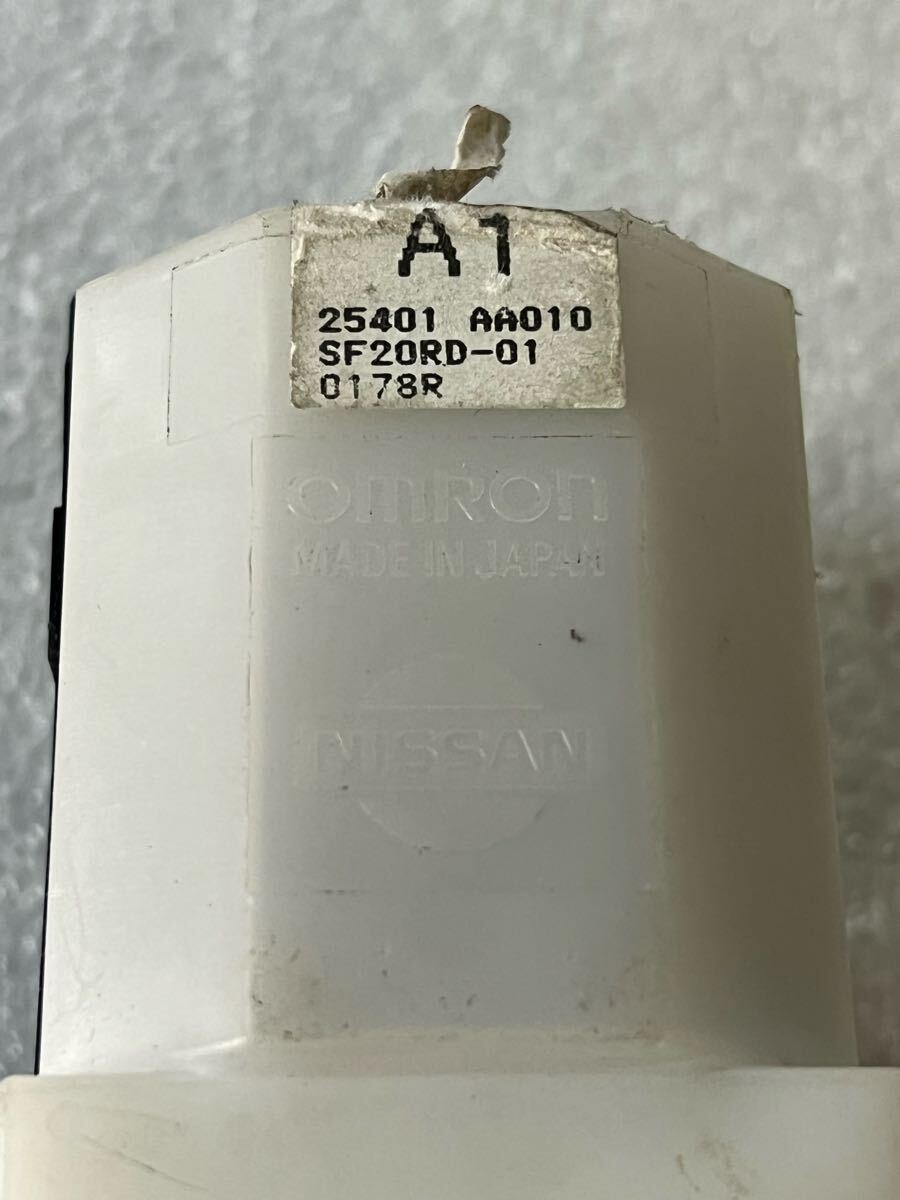 A1
25401 AA010
SF20RD-01
0178R
OMRON
MADE IN JAPAN
NISSAN